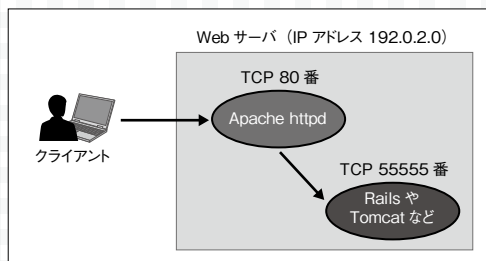 Web サーバ（IP アドレス 192.0.2.0）
TCP 80 番
Apache httpd
クライアント
TCP 55555 番
Rails や
Tomcat など